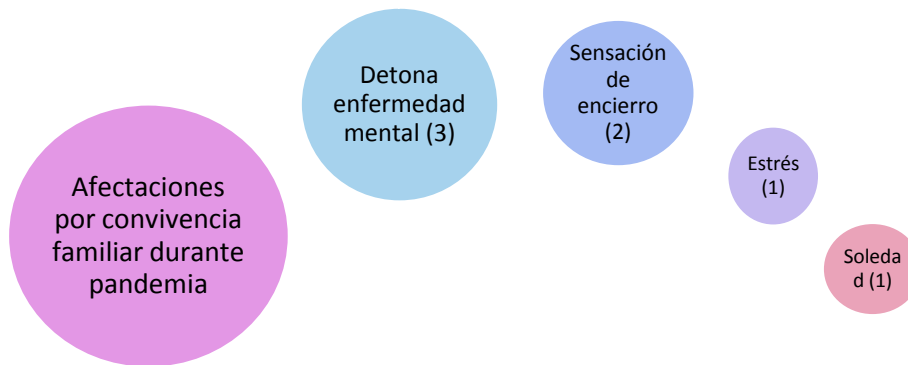 Afectaciones
por convivencia
familiar durante
pandemia
Detona
enfermedad
mental (3)
Sensación
de
encierro
(2)
Estrés
(1)
Soleda
d (1)